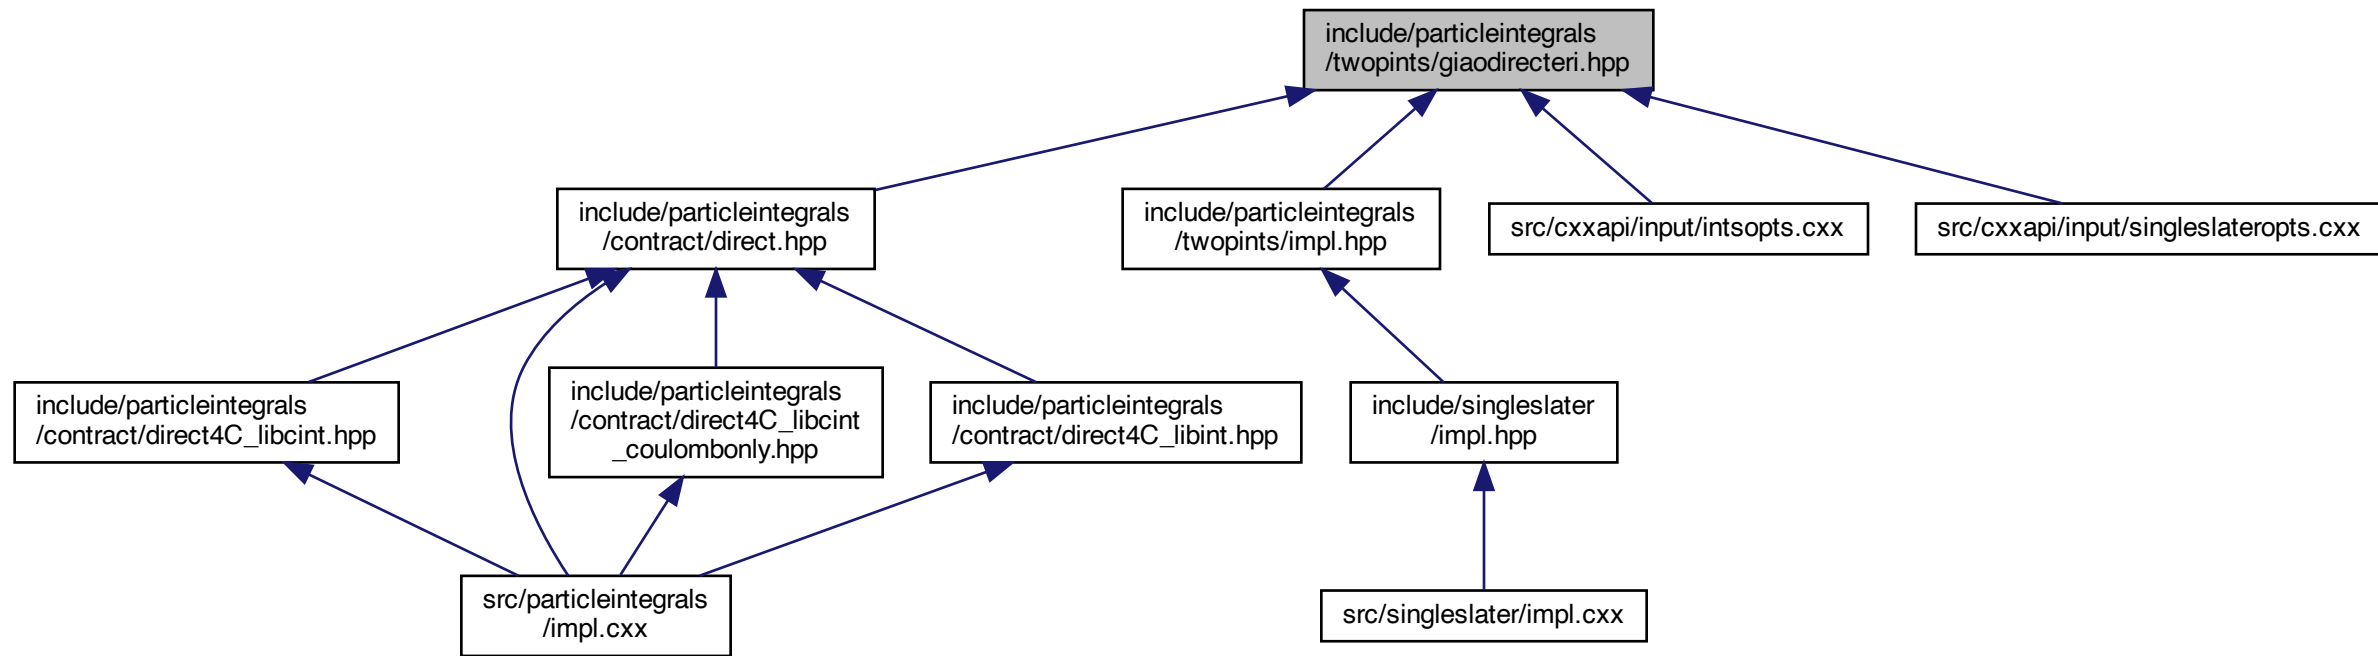 include/particleintegrals
/twopints/giaodirecteri.hpp
include/particleintegrals
/contract/direct.hpp
include/particleintegrals
/twopints/impl.hpp
src/cxxapi/input/intsopts.cxx
src/cxxapi/input/singleslateropts.cxx
include/particleintegrals
/contract/direct4C_libcint.hpp
include/particleintegrals
/contract/direct4C_libcint
_coulombonly.hpp
include/particleintegrals
/contract/direct4C_libint.hpp
include/singleslater
/impl.hpp
src/particleintegrals
/impl.cxx
src/singleslater/impl.cxx